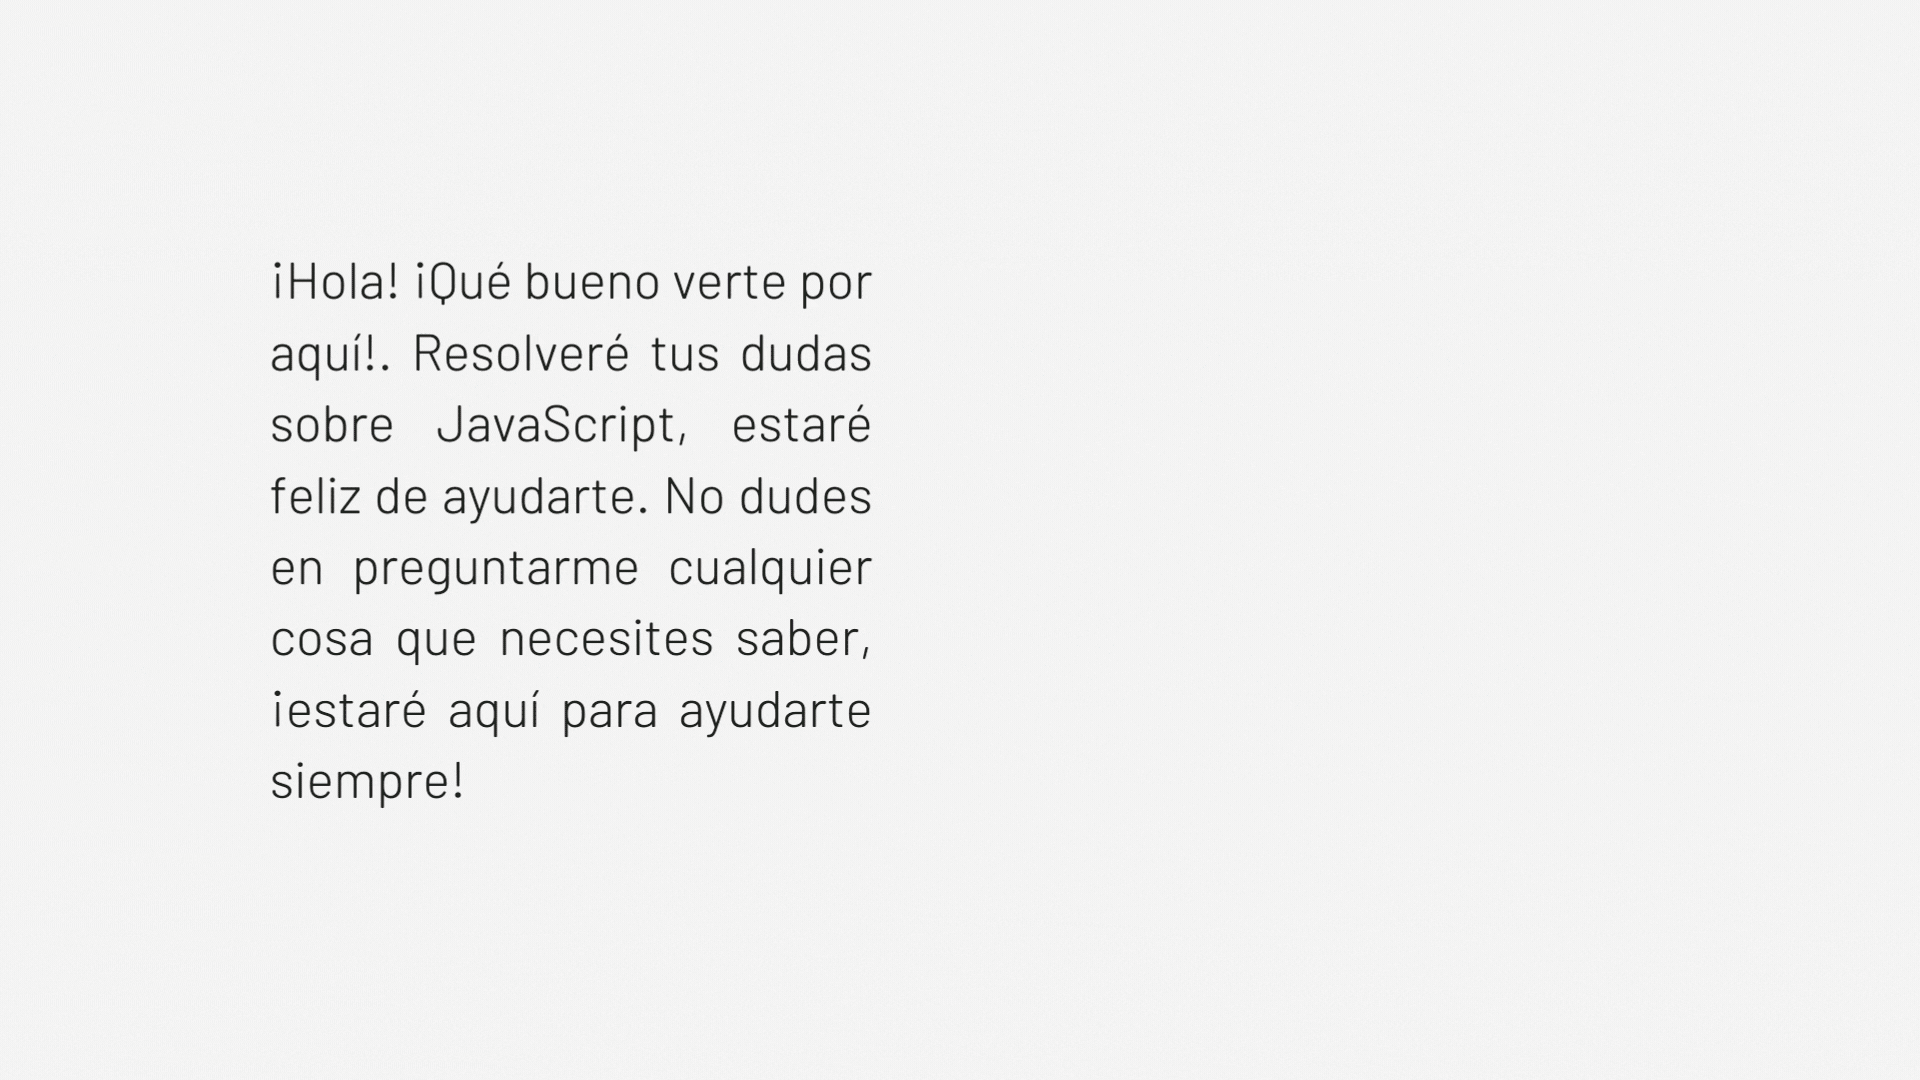 ¡Hola! ¡Qué bueno verte por
aquí!. Resolveré tus dudas
sobre JavaScript, estaré
feliz de ayudarte. No dudes
en preguntarme cualquier
cosa que necesites saber,
¡estaré aquí para ayudarte
siempre!